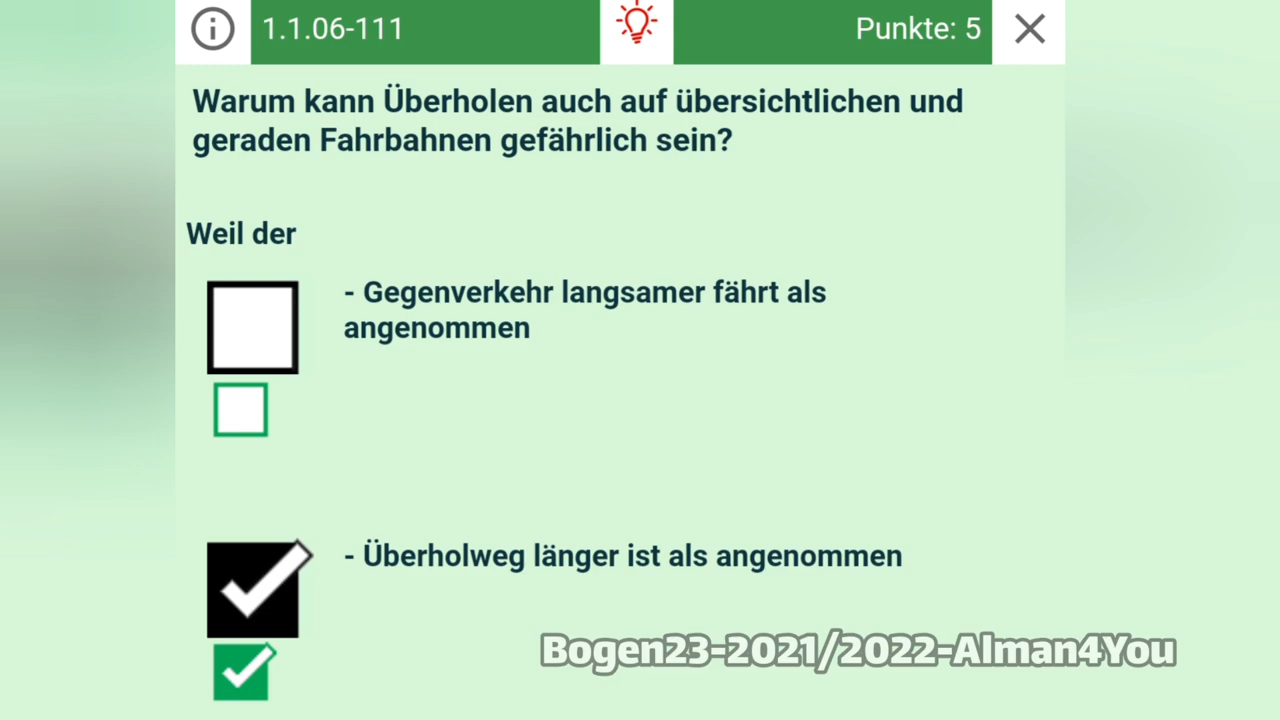 1.1.06-111
Punkte: 5
Warum kann Überholen auch auf übersichtlichen und
geraden Fahrbahnen gefährlich sein?
Weil der
- Gegenverkehr langsamer fährt als
angenommen
- Überholweg länger ist als angenommen
Bogen23-2021/2022-Alman4You